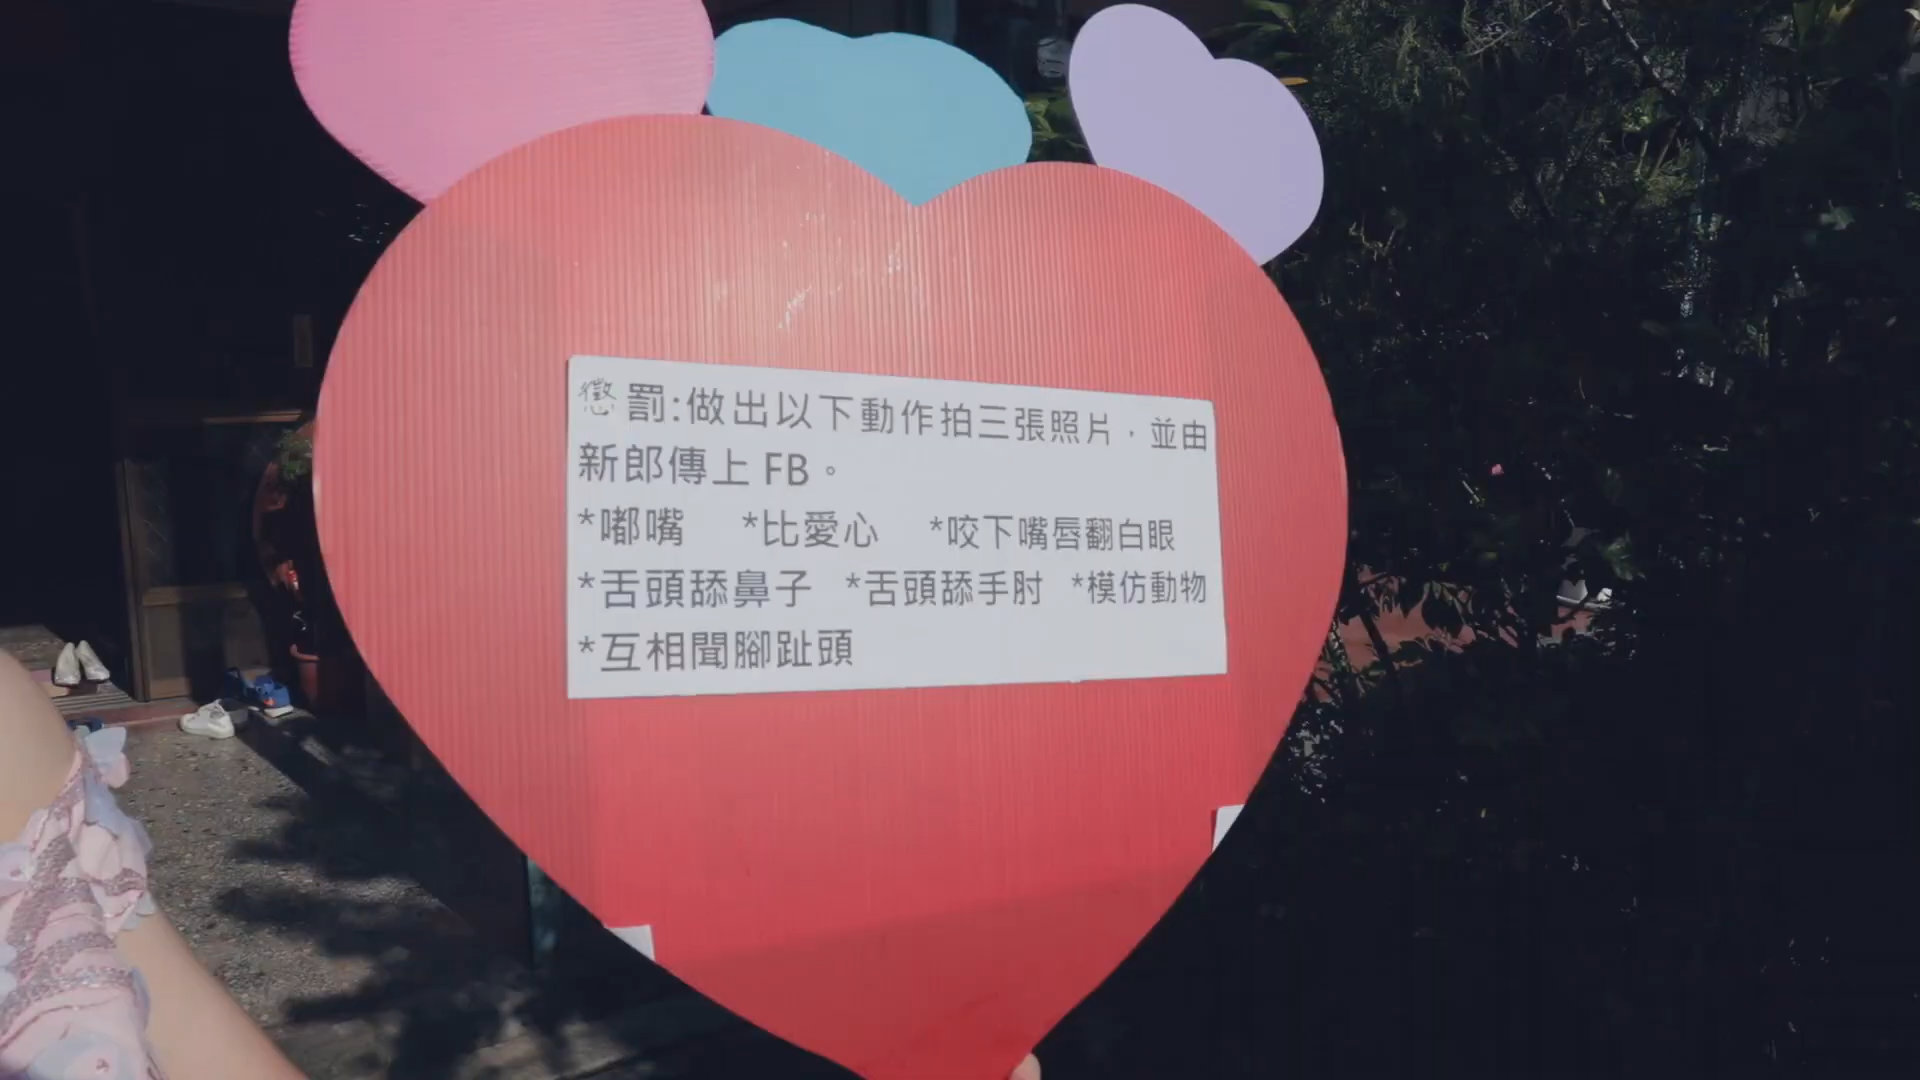 懲罰:做出以下動作拍三張照片，並由
新郎傳上 FB。
*嘟嘴 *比愛心 *咬下嘴唇翻白眼
*舌頭舔鼻子 *舌頭舔手肘 *模仿動物
*互相聞腳趾頭